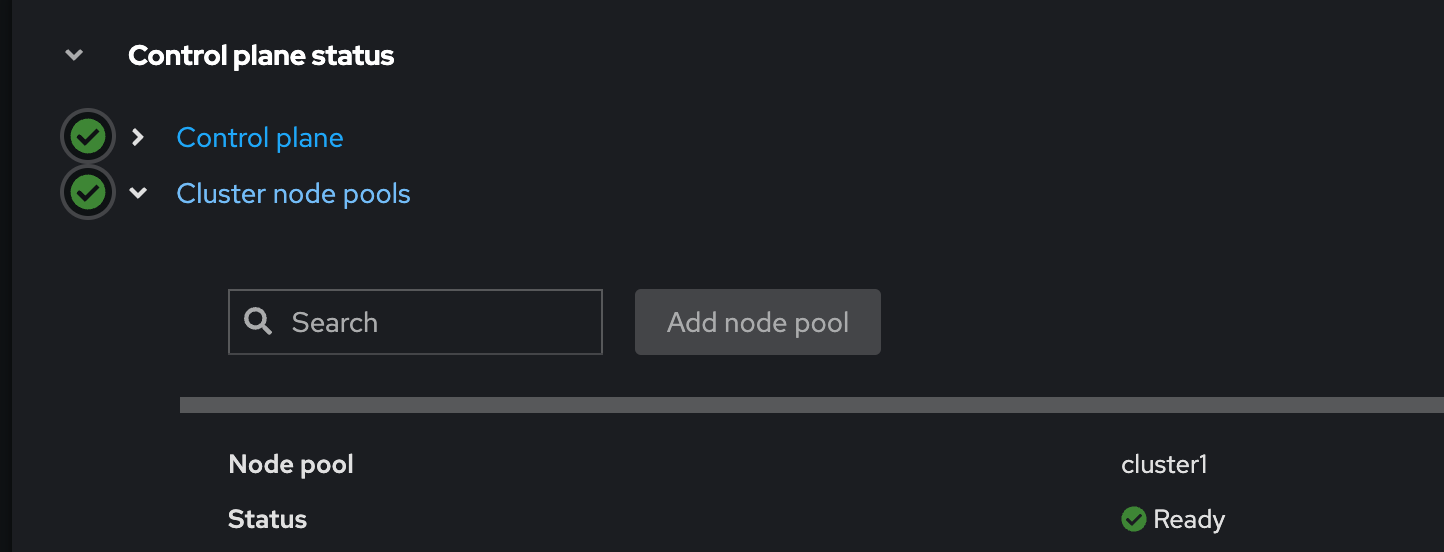 Control plane status
Control plane
Cluster node pools
Search
Add node pool
Node pool
cluster1
Status
Ready